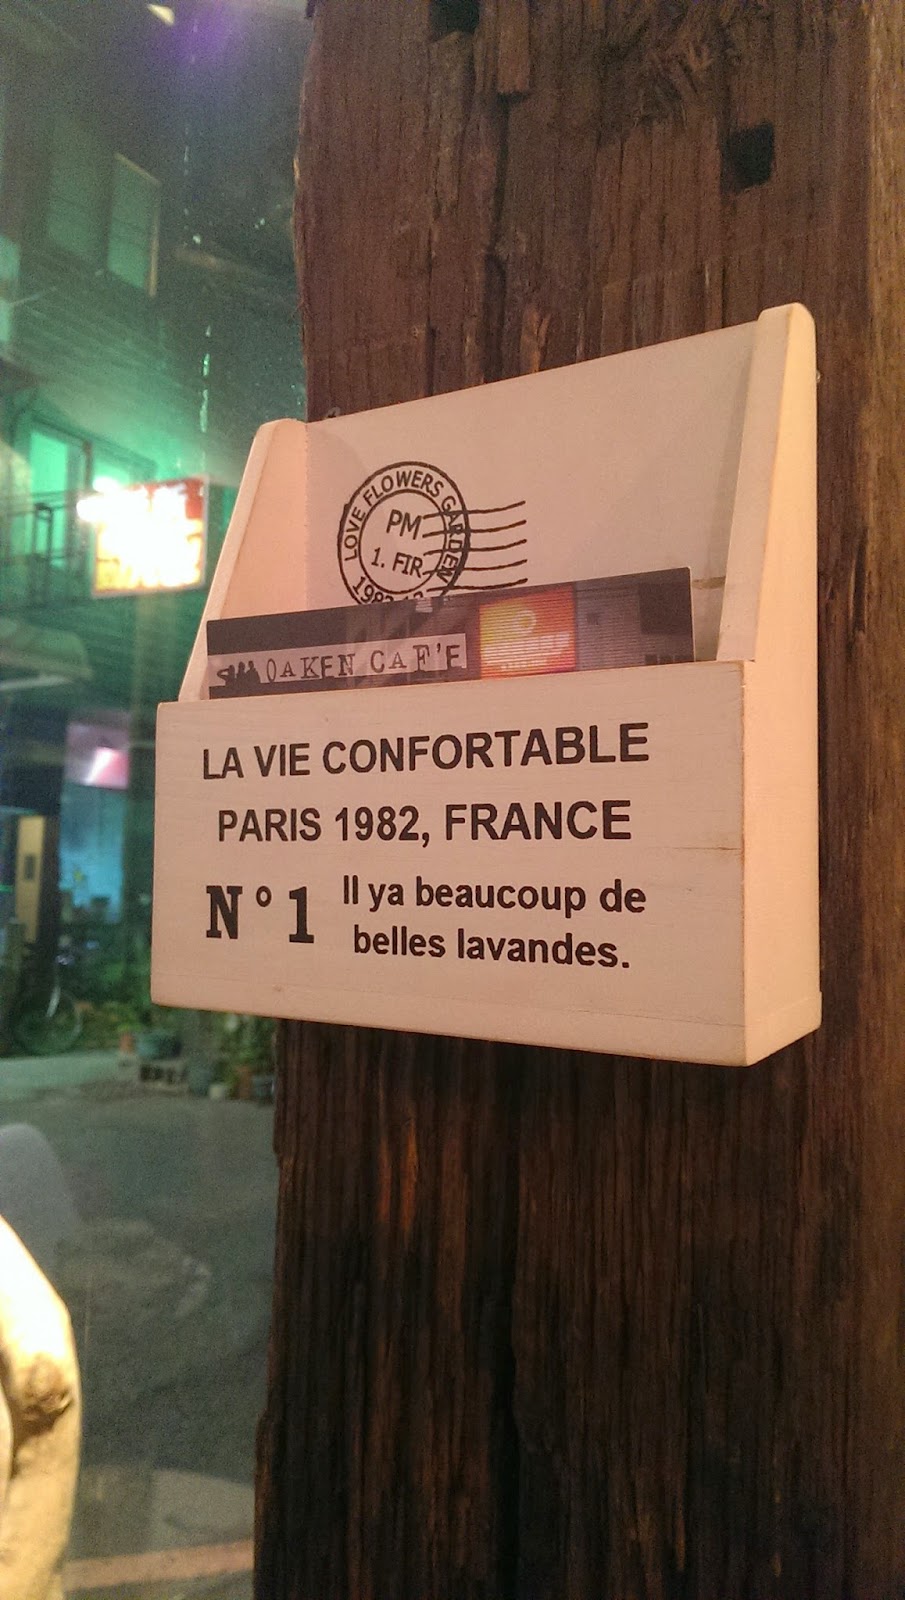 LOVE FLOWERS GARDEN
PM
1. FIR
OAKEN CAF'E
LA VIE CONFORTABLE
PARIS 1982, FRANCE
N° 1
Il ya beaucoup de
belles lavandes.